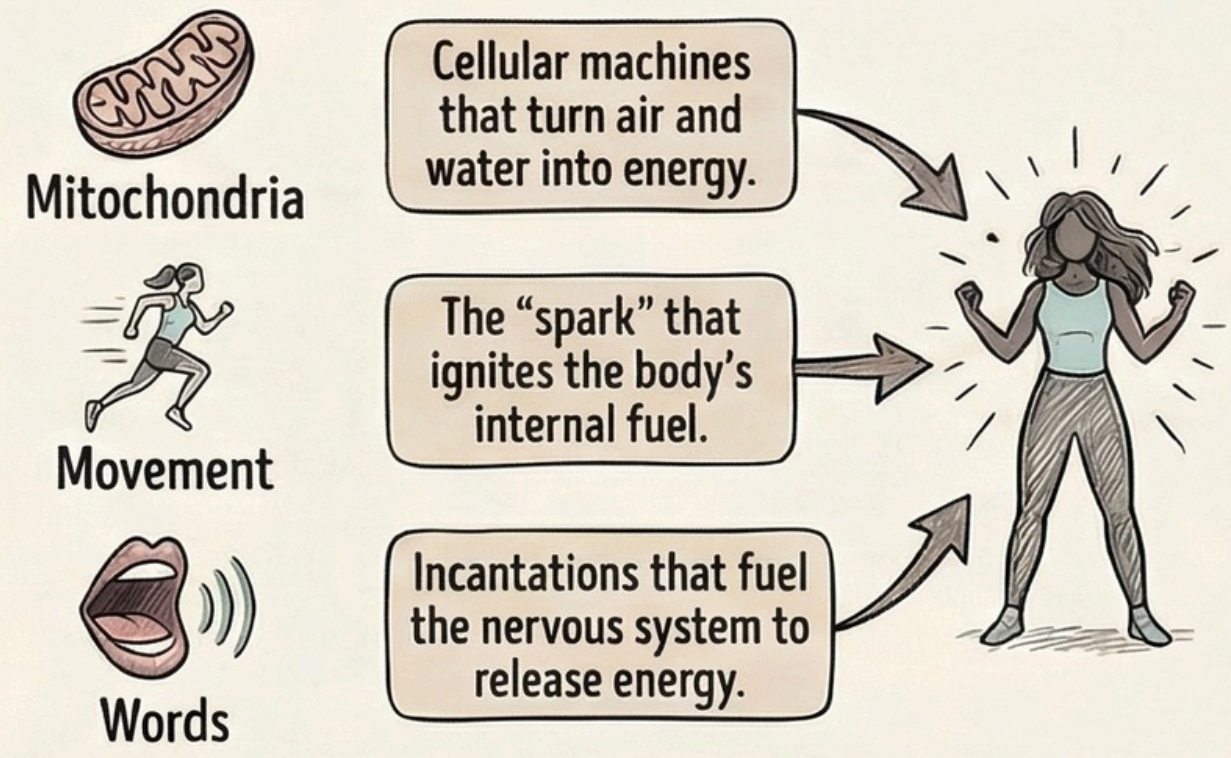 Mitochondria
Cellular machines
that turn air and
water into energy.
Movement
The “spark” that
ignites the body’s
internal fuel.
Words
Incantations that fuel
the nervous system to
release energy.